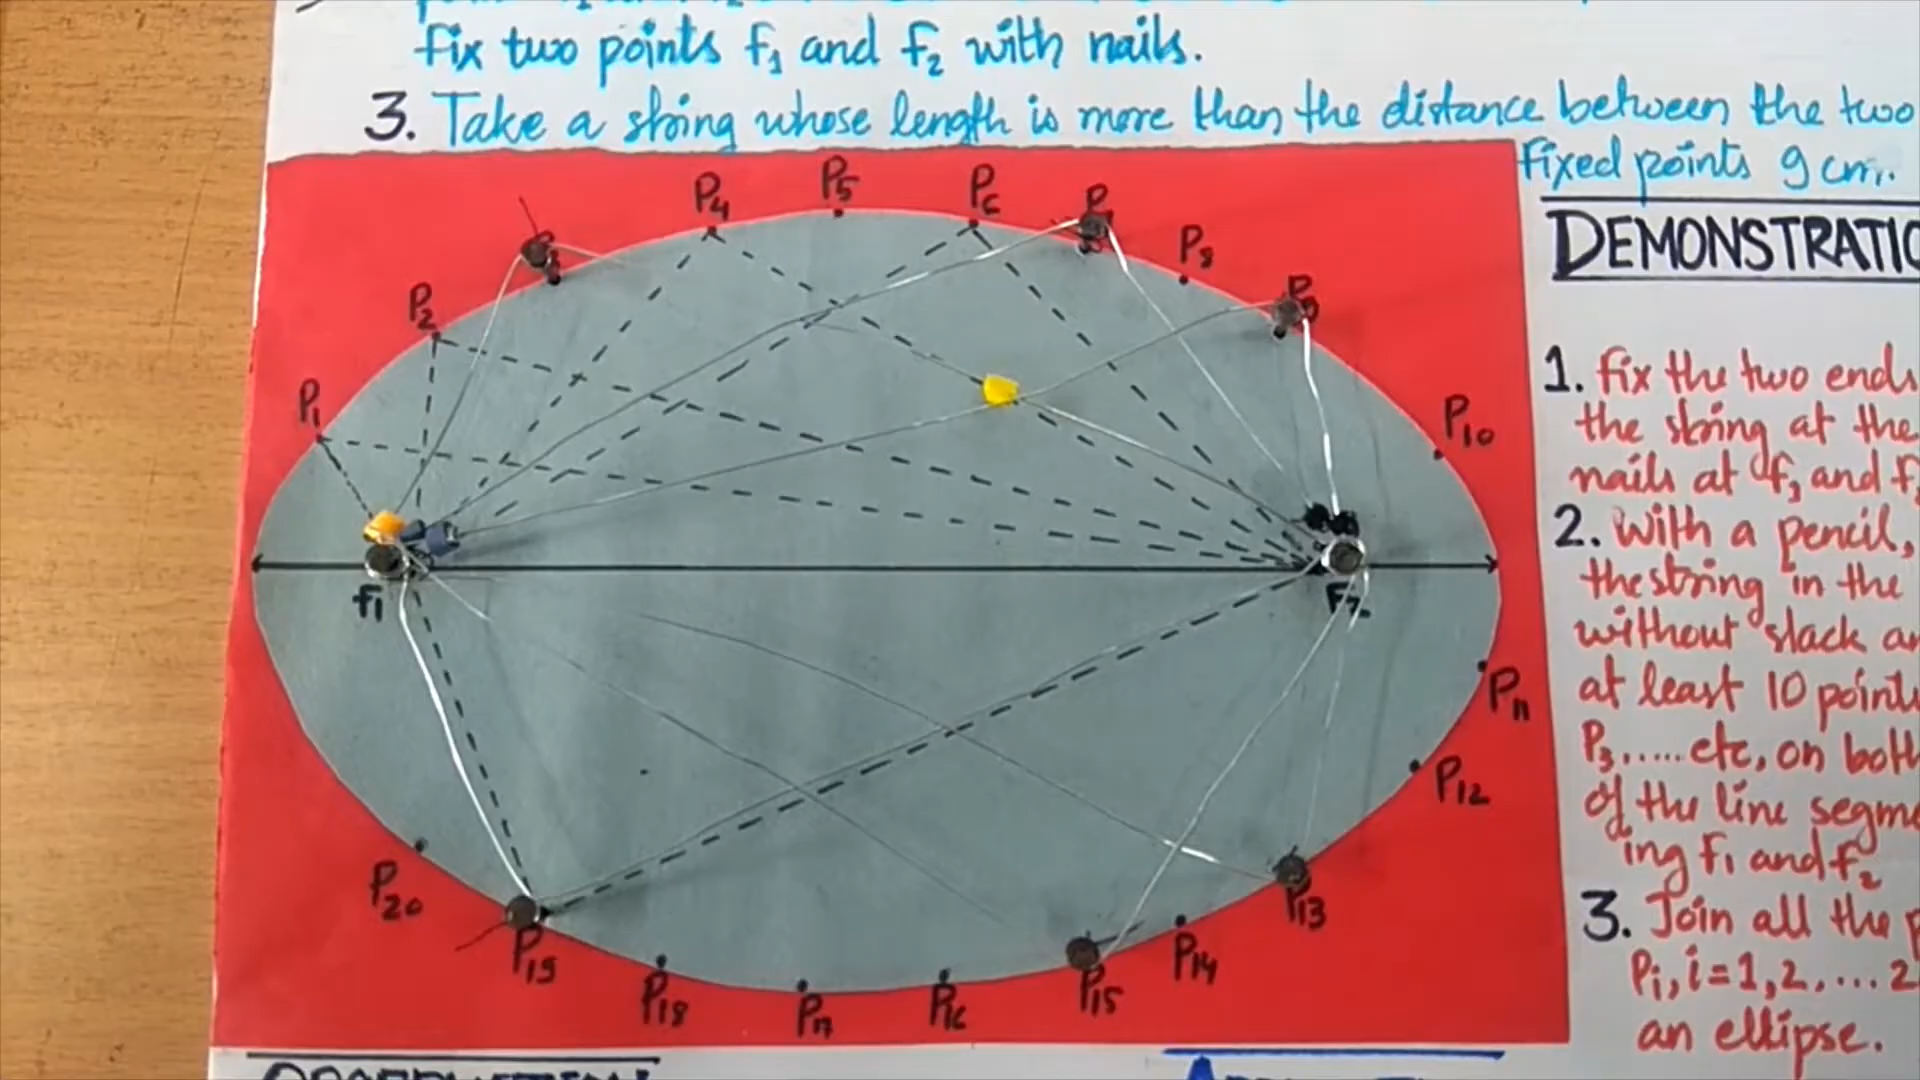 fix two points f₁ and f₂ with nails.
3. Take a string whose length is more than the distance between the two
fixed points 9 cm.
P₄
P₅
P₆
P₂
P₈
P₉
P₁
P₁₀
f₁
F₂
P₁₁
P₁₂
P₂₀
P₁₉
P₁₈
P₁₇
P₁₆
P₁₅
P₁₄
P₁₃
DEMONSTRATIO
1. fix the two ends
the string at the
nails at f₁ and f
2. With a pencil,
the string in the
without slack
at least 10 points
P₃,.....etc, on both
of the line segme
ing F₁ and f₂
3. Join all the p
Pi, i=1,2,...2
an ellipse.